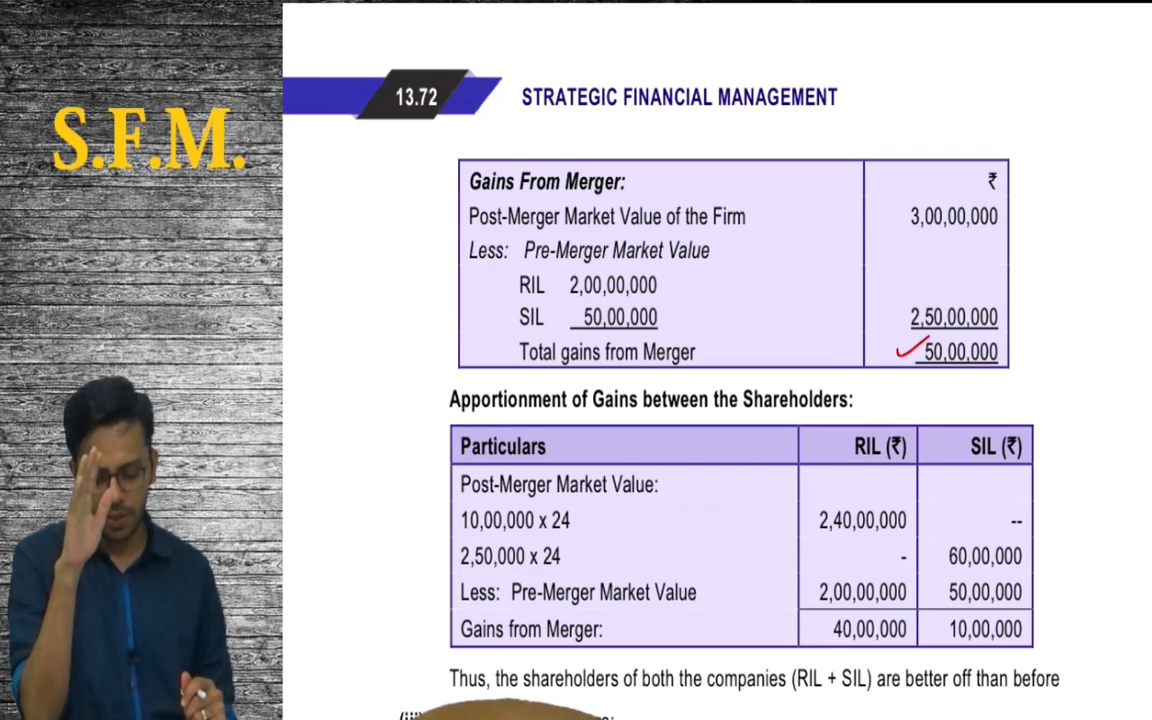 S.F.M.
13.72 STRATEGIC FINANCIAL MANAGEMENT
Gains From Merger: ₹
Post-Merger Market Value of the Firm 3,00,00,000
Less: Pre-Merger Market Value
RIL 2,00,00,000
SIL 50,00,000 2,50,00,000
Total gains from Merger 50,00,000
Apportionment of Gains between the Shareholders:
Particulars RIL (₹) SIL (₹)
Post-Merger Market Value:
10,00,000 x 24 2,40,00,000 --
2,50,000 x 24 - 60,00,000
Less: Pre-Merger Market Value 2,00,00,000 50,00,000
Gains from Merger: 40,00,000 10,00,000
Thus, the shareholders of both the companies (RIL + SIL) are better off than before